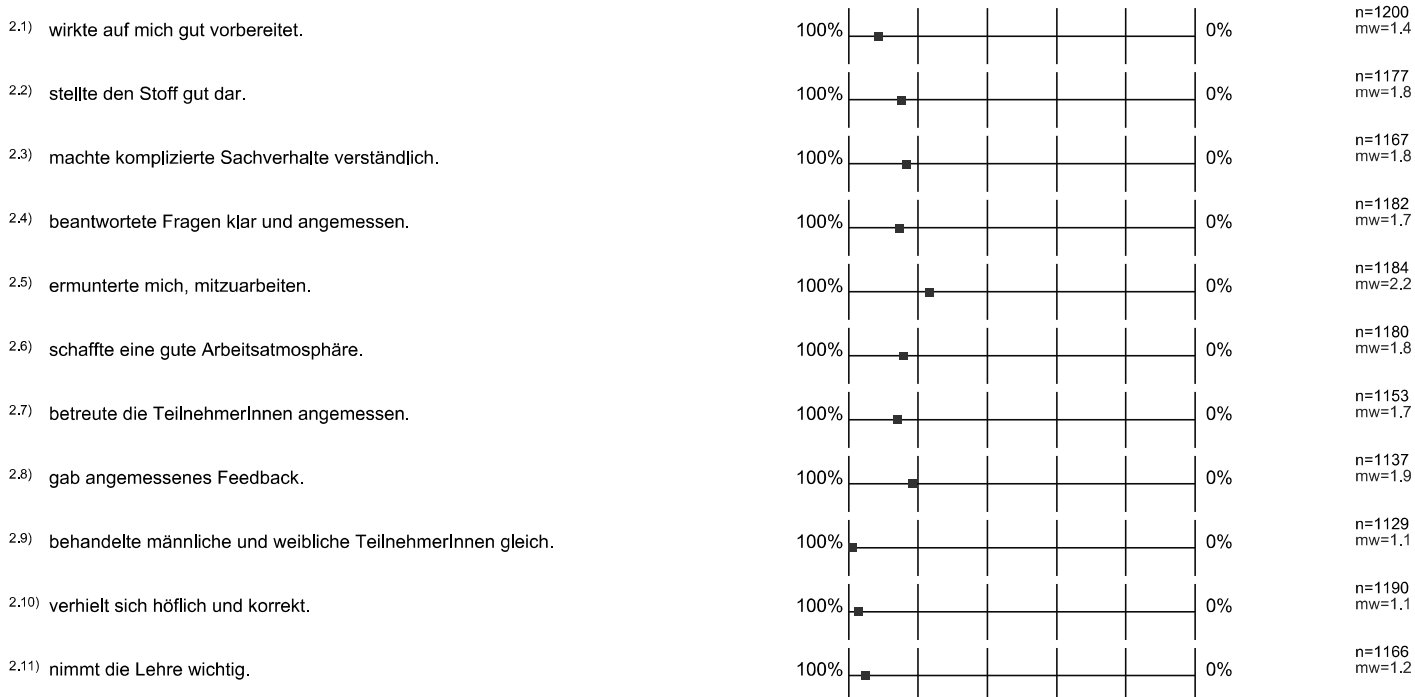 2.1) wirkte auf mich gut vorbereitet. 100% 0% n=1200
mw=1.4
2.2) stellte den Stoff gut dar. 100% 0% n=1177
mw=1.8
2.3) machte komplizierte Sachverhalte verständlich. 100% 0% n=1167
mw=1.8
2.4) beantwortete Fragen klar und angemessen. 100% 0% n=1182
mw=1.7
2.5) ermunterte mich, mitzuarbeiten. 100% 0% n=1184
mw=2.2
2.6) schaffte eine gute Arbeitsatmosphäre. 100% 0% n=1180
mw=1.8
2.7) betreute die TeilnehmerInnen angemessen. 100% 0% n=1153
mw=1.7
2.8) gab angemessenes Feedback. 100% 0% n=1137
mw=1.9
2.9) behandelte männliche und weibliche TeilnehmerInnen gleich. 100% 0% n=1129
mw=1.1
2.10) verhielt sich höflich und korrekt. 100% 0% n=1190
mw=1.1
2.11) nimmt die Lehre wichtig. 100% 0% n=1166
mw=1.2